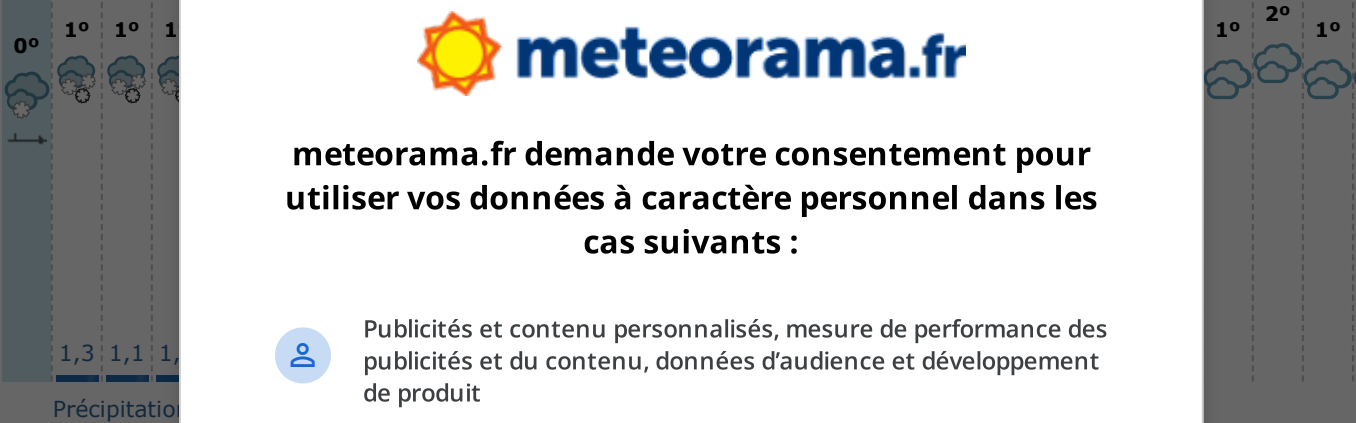 0º 1º 1º
1º 2º 1º
meteorama.fr
meteorama.fr demande votre consentement pour
utiliser vos données à caractère personnel dans les
cas suivants :
Publicités et contenu personnalisés, mesure de performance des
publicités et du contenu, données d’audience et développement
de produit
1,3 1,1